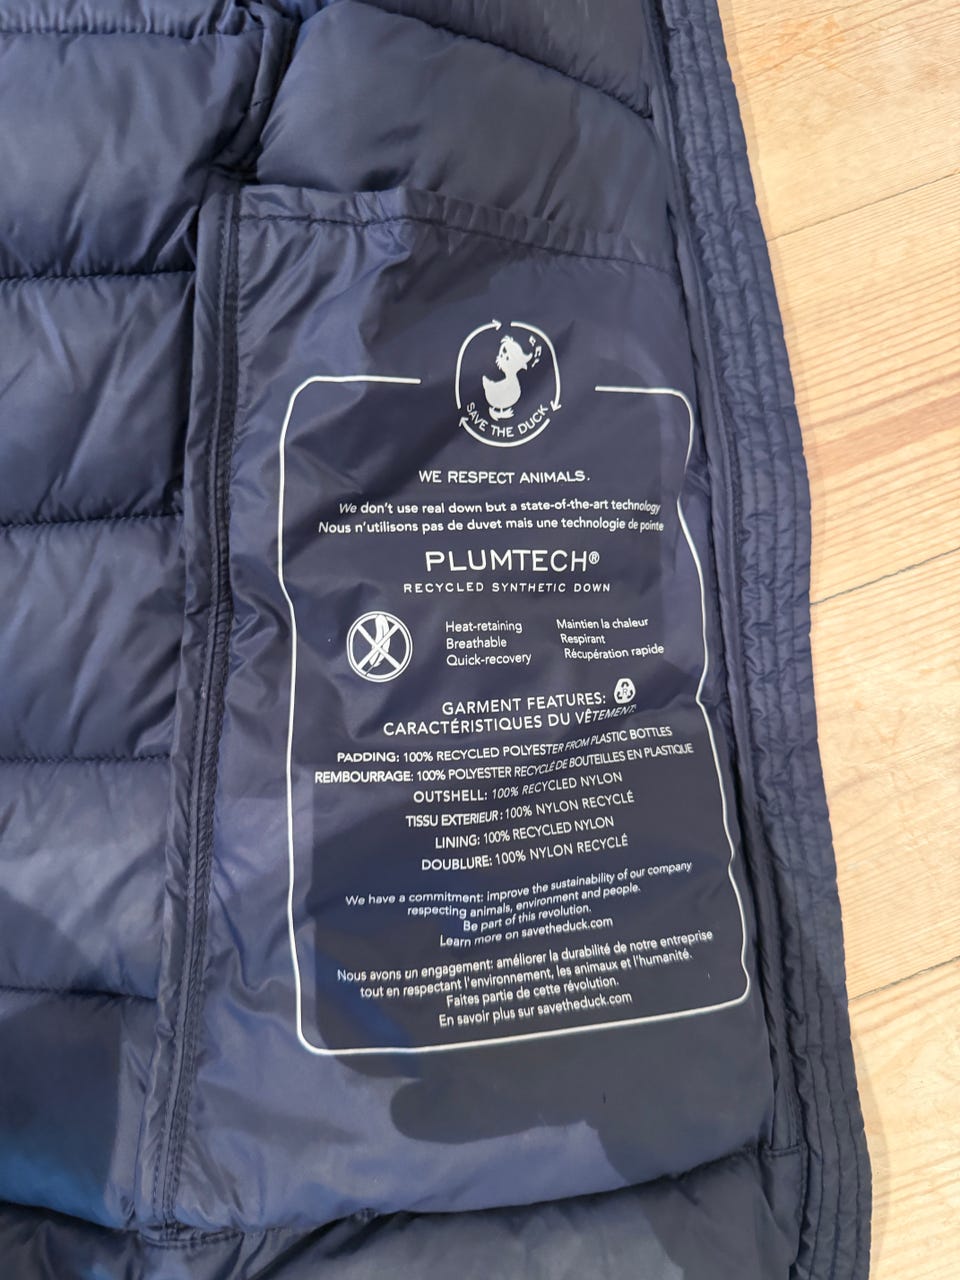 SAVE THE DUCK
WE RESPECT ANIMALS.
We don't use real down but a state-of-the-art technology
Nous n'utilisons pas de duvet mais une technologie de pointe
PLUMTECH®
RECYCLED SYNTHETIC DOWN
Heat-retaining
Breathable
Quick-recovery
Maintien la chaleur
Respirant
Récupération rapide
GARMENT FEATURES:
CARACTÉRISTIQUES DU VÊTEMENT:
PADDING: 100% RECYCLED POLYESTER FROM PLASTIC BOTTLES
REMBOURRAGE: 100% POLYESTER RECYCLÉ DE BOUTEILLES EN PLASTIQUE
OUTSHELL: 100% RECYCLED NYLON
TISSU EXTERIEUR: 100% NYLON RECYCLÉ
LINING: 100% RECYCLED NYLON
DOUBLURE: 100% NYLON RECYCLÉ
We have a commitment: improve the sustainability of our company
respecting animals, environment and people.
Be part of this revolution.
Learn more on savetheduck.com
Nous avons un engagement: améliorer la durabilité de notre entreprise
tout en respectant l'environnement, les animaux et l'humanité.
Faites partie de cette révolution.
En savoir plus sur savetheduck.com